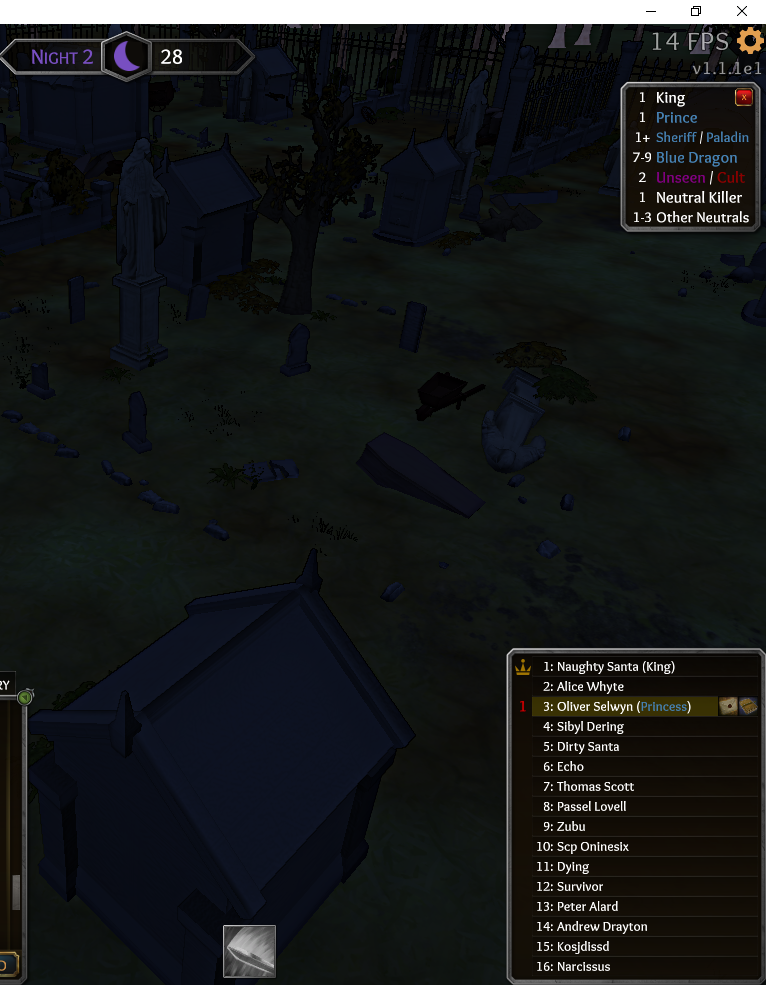 14 FPS
NIGHT 2 28
v1.1.1e1
1 King x
1 Prince
1+ Sheriff / Paladin
7-9 Blue Dragon
2 Unseen / Cult
1 Neutral Killer
1-3 Other Neutrals
RY
1: Naughty Santa (King)
2: Alice Whyte
1 3: Oliver Selwyn (Princess)
4: Sibyl Dering
5: Dirty Santa
6: Echo
7: Thomas Scott
8: Passel Lovell
9: Zubu
10: Scp Oninesix
11: Dying
12: Survivor
13: Peter Alard
14: Andrew Drayton
15: Kosjdissd
16: Narcissus